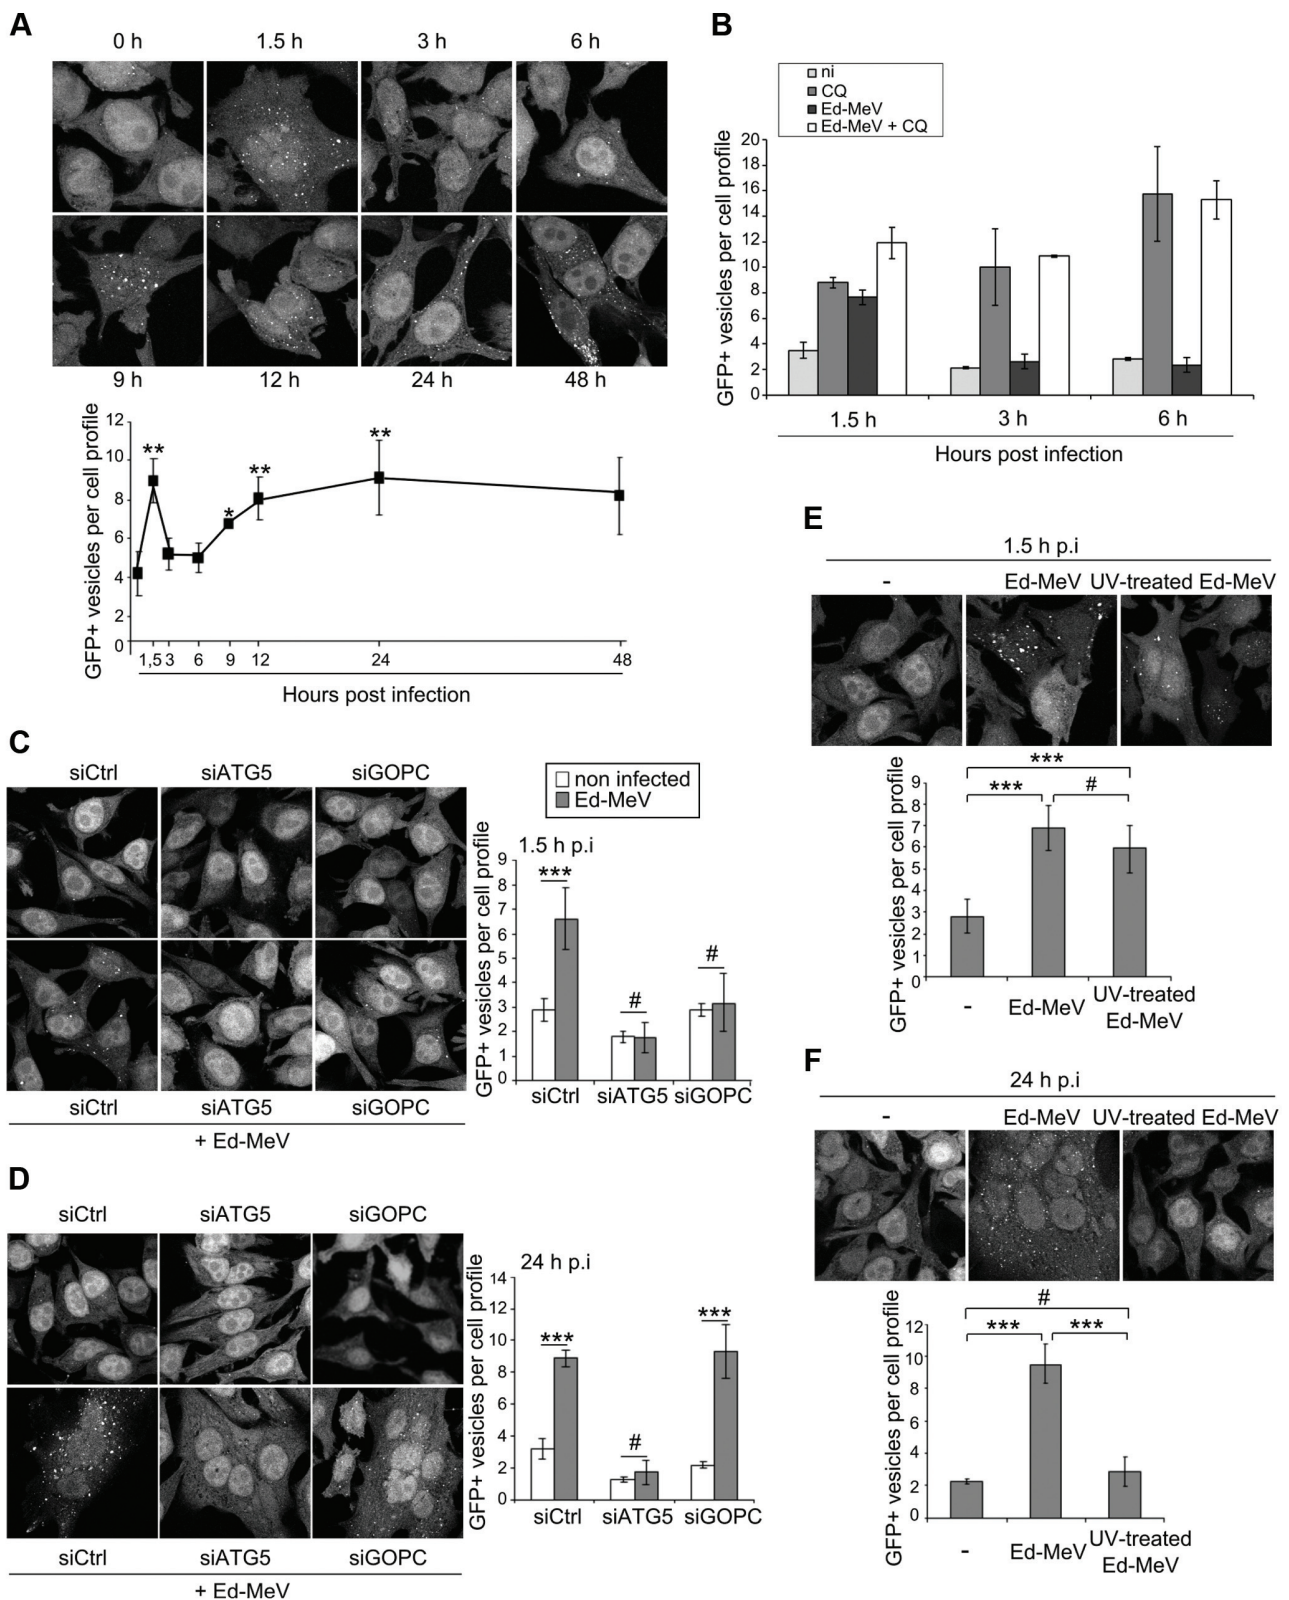 A
0 h 1.5 h 3 h 6 h
9 h 12 h 24 h 48 h
GFP+ vesicles per cell profile
12
10
8
6
4
2
0
** * ** **
1,5 3 6 9 12 24 48
Hours post infection
B
ni
CQ
Ed-MeV
Ed-MeV + CQ
GFP+ vesicles per cell profile
20
18
16
14
12
10
8
6
4
2
0
1.5 h 3 h 6 h
Hours post infection
C
siCtrl siATG5 siGOPC
siCtrl siATG5 siGOPC
+ Ed-MeV
non infected
Ed-MeV
1.5 h p.i
GFP+ vesicles per cell profile
9
8
7
6
5
4
3
2
1
0
*** # #
siCtrl siATG5 siGOPC
D
siCtrl siATG5 siGOPC
siCtrl siATG5 siGOPC
+ Ed-MeV
24 h p.i
GFP+ vesicles per cell profile
14
12
10
8
6
4
2
0
*** # ***
siCtrl siATG5 siGOPC
E
1.5 h p.i
- Ed-MeV UV-treated Ed-MeV
GFP+ vesicles per cell profile
9
8
7
6
5
4
3
2
1
0
***
*** #
- Ed-MeV UV-treated
Ed-MeV
F
24 h p.i
- Ed-MeV UV-treated Ed-MeV
GFP+ vesicles per cell profile
12
10
8
6
4
2
0
#
*** ***
- Ed-MeV UV-treated
Ed-MeV